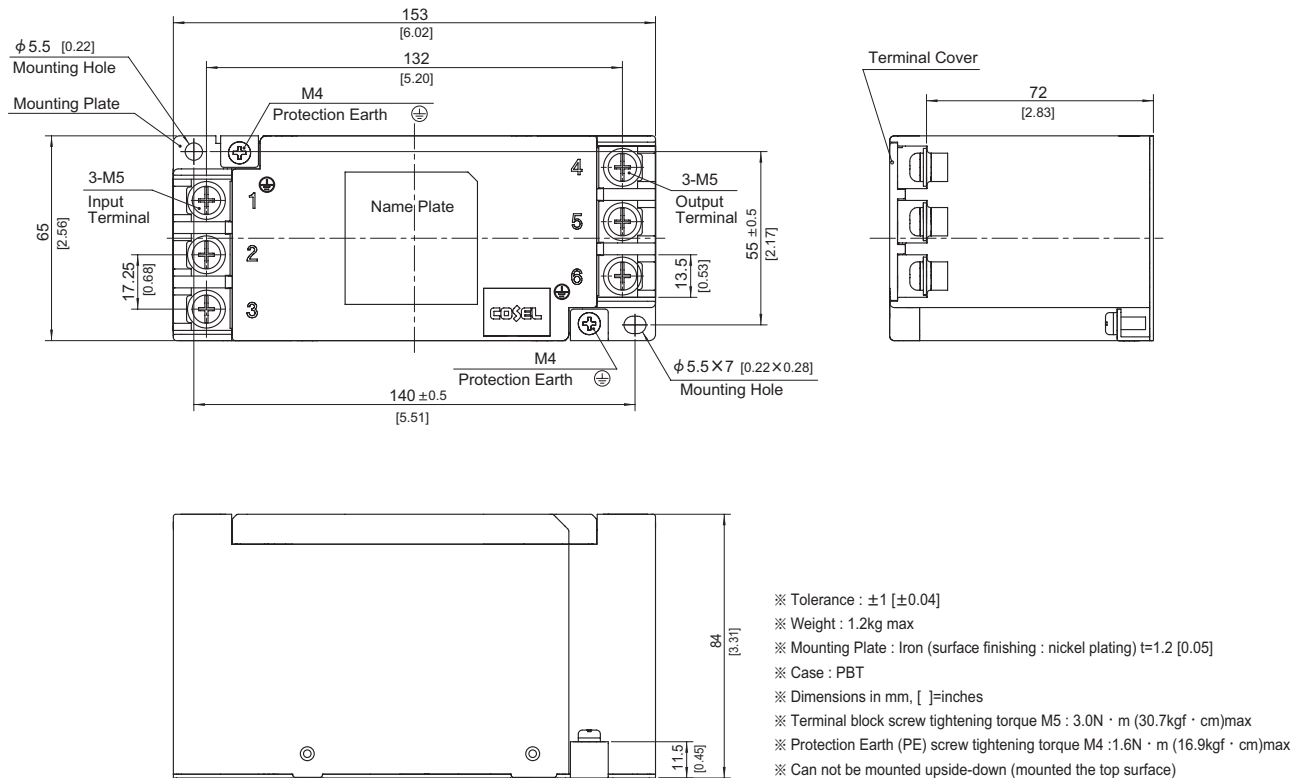 153
[6.02]
φ5.5 [0.22]
Mounting Hole
132
[5.20]
Mounting Plate
M4
Protection Earth
3-M5
Input
Terminal
1
2
3
Name Plate
4
5
6
3-M5
Output
Terminal
65
[2.56]
17.25
[0.68]
13.5
[0.53]
55 ±0.5
[2.17]
COSEL
M4
Protection Earth
φ5.5×7 [0.22×0.28]
Mounting Hole
140 ±0.5
[5.51]
Terminal Cover
72
[2.83]
84
[3.31]
11.5
[0.45]
※ Tolerance : ±1 [±0.04]
※ Weight : 1.2kg max
※ Mounting Plate : Iron (surface finishing : nickel plating) t=1.2 [0.05]
※ Case : PBT
※ Dimensions in mm, [ ]=inches
※ Terminal block screw tightening torque M5 : 3.0N · m (30.7kgf · cm)max
※ Protection Earth (PE) screw tightening torque M4 :1.6N · m (16.9kgf · cm)max
※ Can not be mounted upside-down (mounted the top surface)